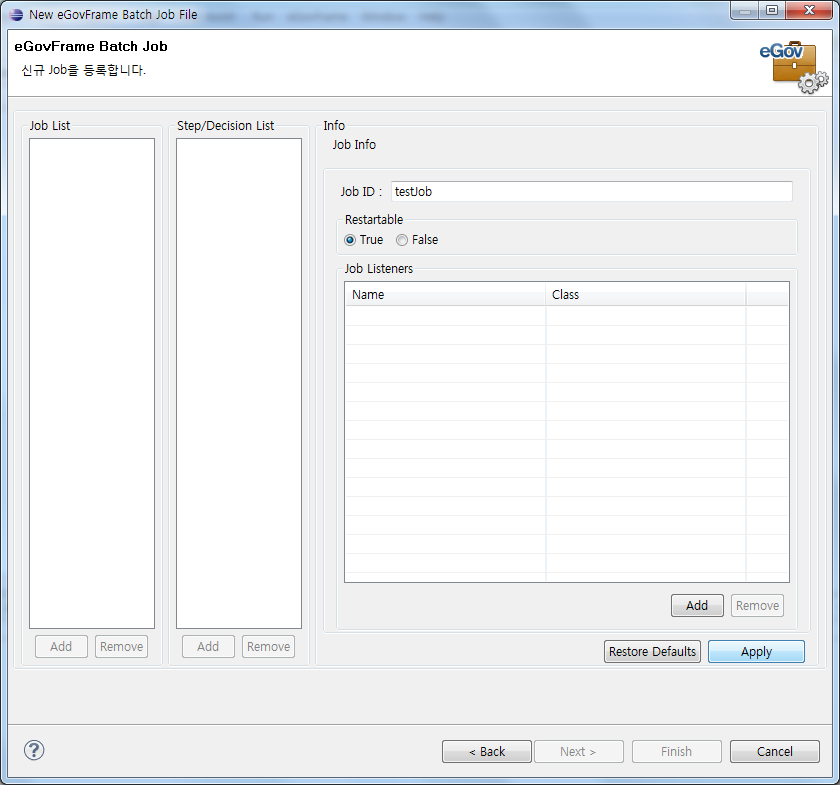 New eGovFrame Batch Job File
eGovFrame Batch Job
신규 Job을 등록합니다.
eGov
Job List
Step/Decision List
Info
Job Info
Job ID :
testJob
Restartable
True
False
Job Listeners
Name
Class
Add
Remove
Add
Remove
Add
Remove
Restore Defaults
Apply
?
< Back
Next >
Finish
Cancel